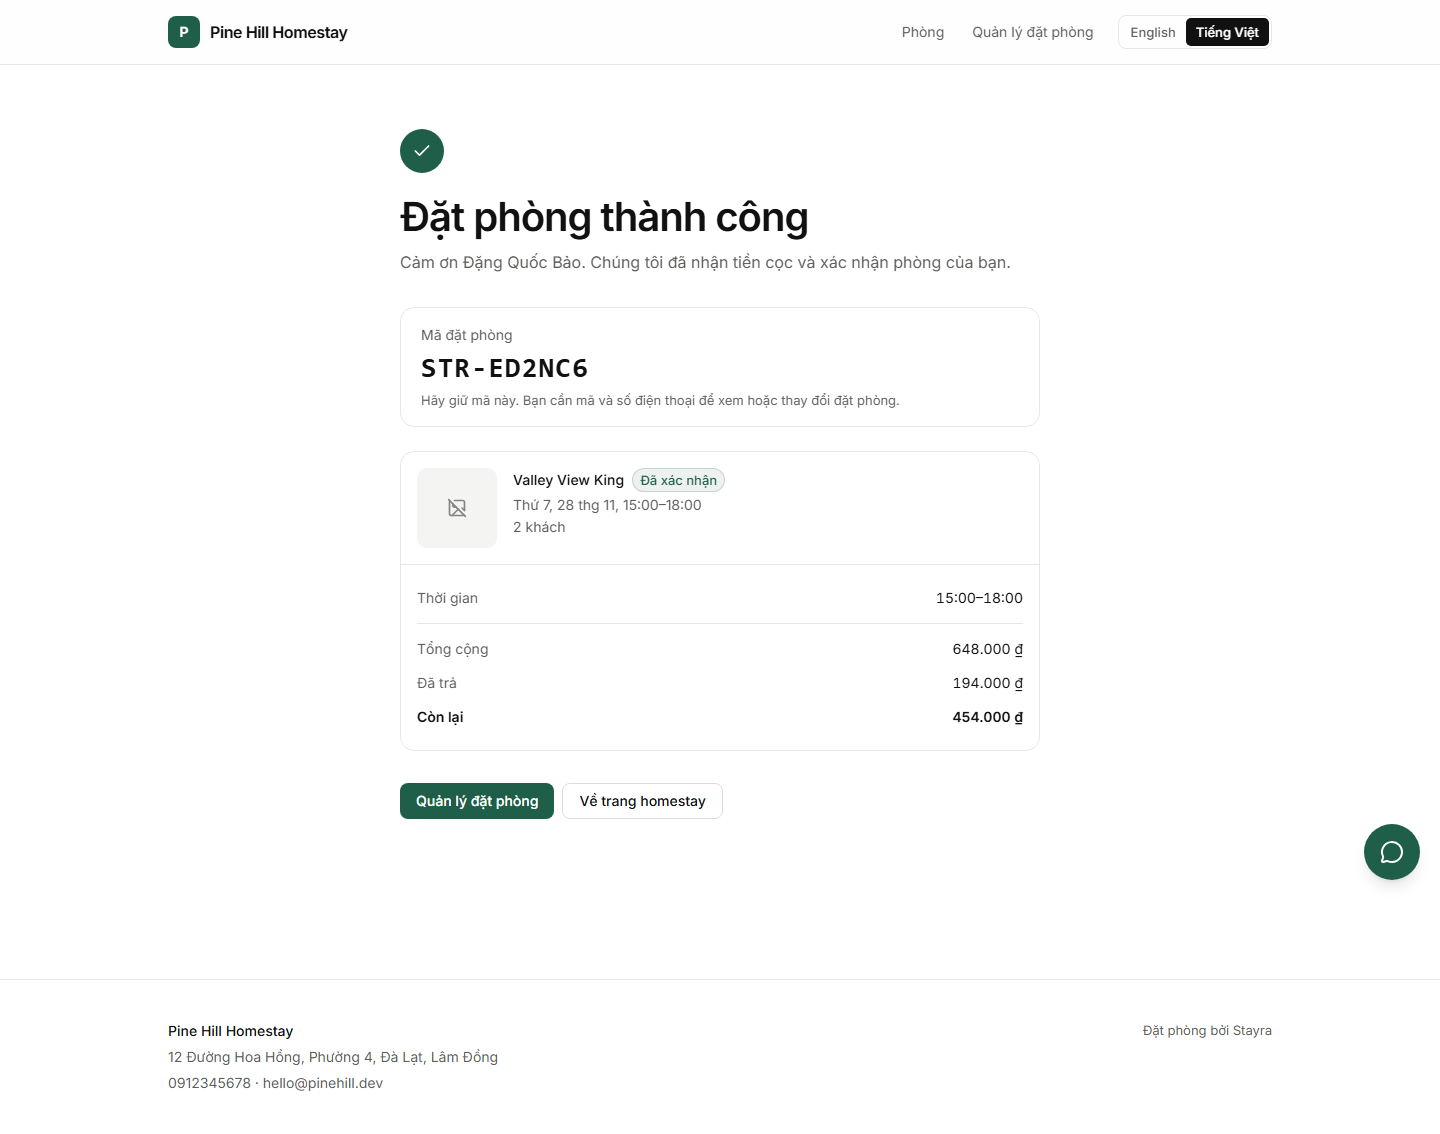 P
Pine Hill Homestay
Phòng
Quản lý đặt phòng
English
Tiếng Việt
Đặt phòng thành công
Cảm ơn Đặng Quốc Bảo. Chúng tôi đã nhận tiền cọc và xác nhận phòng của bạn.
Mã đặt phòng
STR-ED2NC6
Hãy giữ mã này. Bạn cần mã và số điện thoại để xem hoặc thay đổi đặt phòng.
Valley View King
Đã xác nhận
Thứ 7, 28 thg 11, 15:00–18:00
2 khách
Thời gian
15:00–18:00
Tổng cộng
648.000 ₫
Đã trả
194.000 ₫
Còn lại
454.000 ₫
Quản lý đặt phòng
Về trang homestay
Pine Hill Homestay
Đặt phòng bởi Stayra
12 Đường Hoa Hồng, Phường 4, Đà Lạt, Lâm Đồng
0912345678 · hello@pinehill.dev